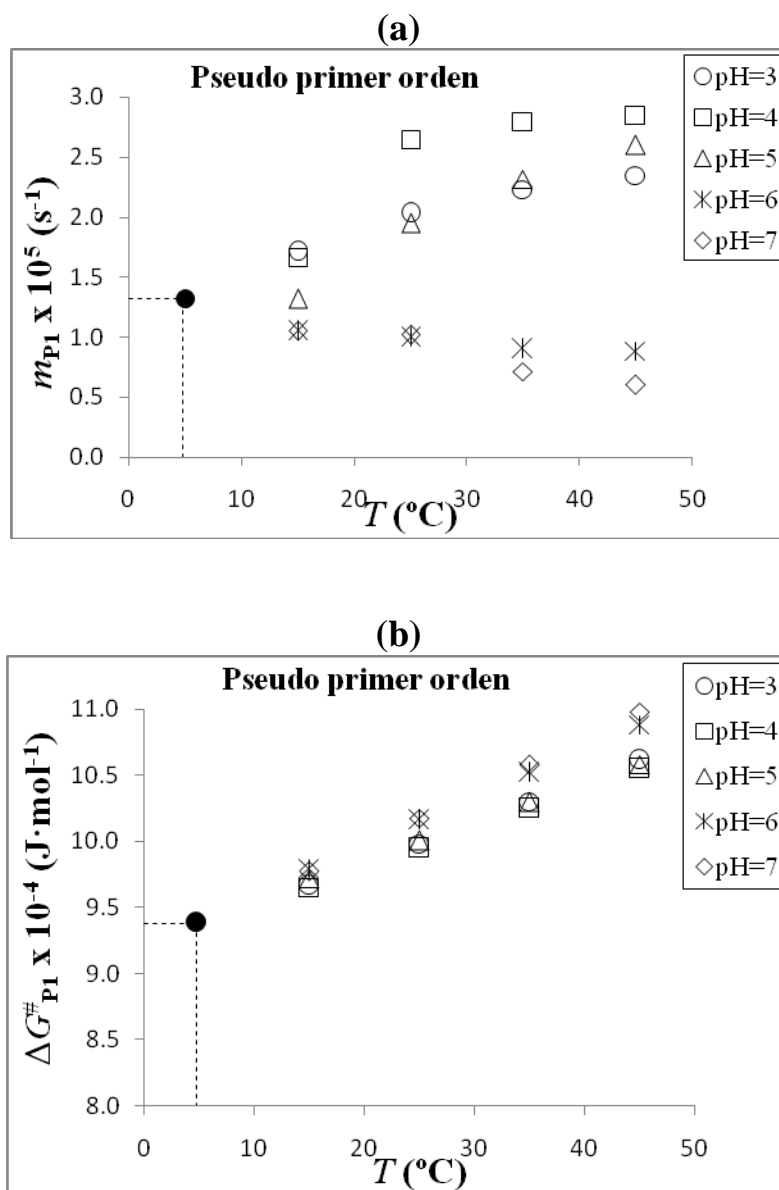 (a)
Pseudo primer orden
3.0
2.5
2.0
1.5
1.0
0.5
0.0
0 10 20 30 40 50
m_P1 x 10⁵ (s⁻¹)
T (ºC)
pH=3
pH=4
pH=5
pH=6
pH=7
(b)
Pseudo primer orden
11.0
10.5
10.0
9.5
9.0
8.5
8.0
0 10 20 30 40 50
ΔG^#_P1 x 10⁻⁴ (J·mol⁻¹)
T (ºC)
pH=3
pH=4
pH=5
pH=6
pH=7